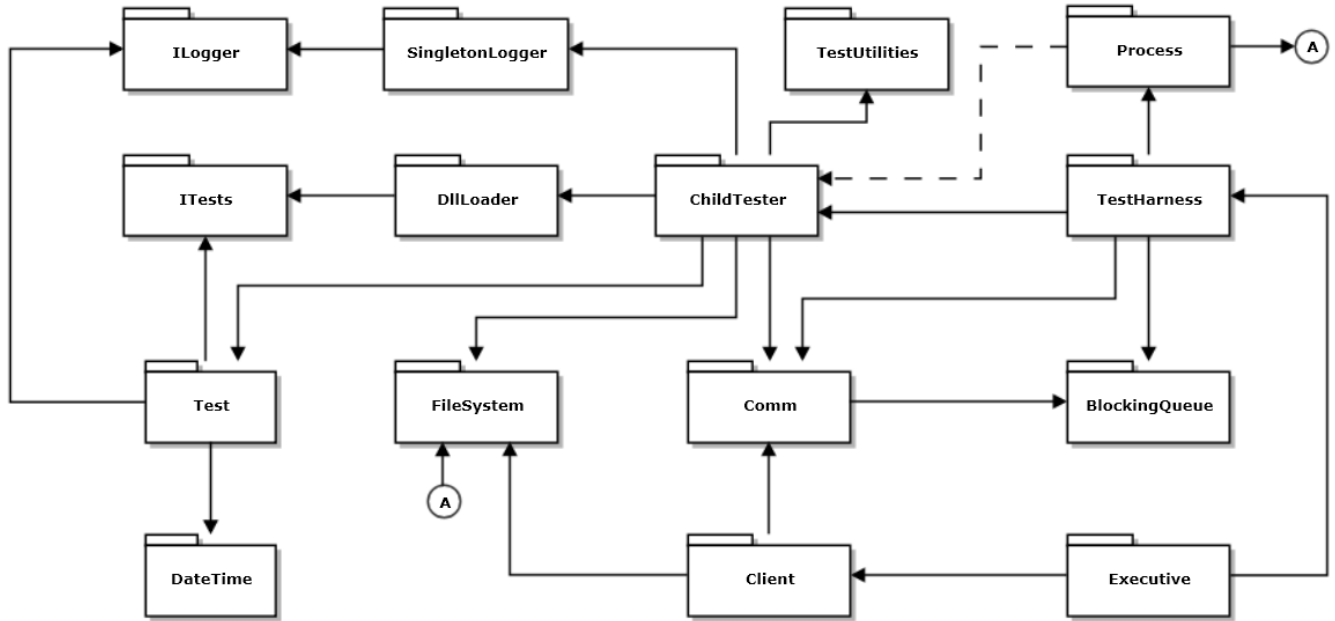 ILogger
SingletonLogger
TestUtilities
Process
A
ITests
DllLoader
ChildTester
TestHarness
Test
FileSystem
Comm
BlockingQueue
A
DateTime
Client
Executive